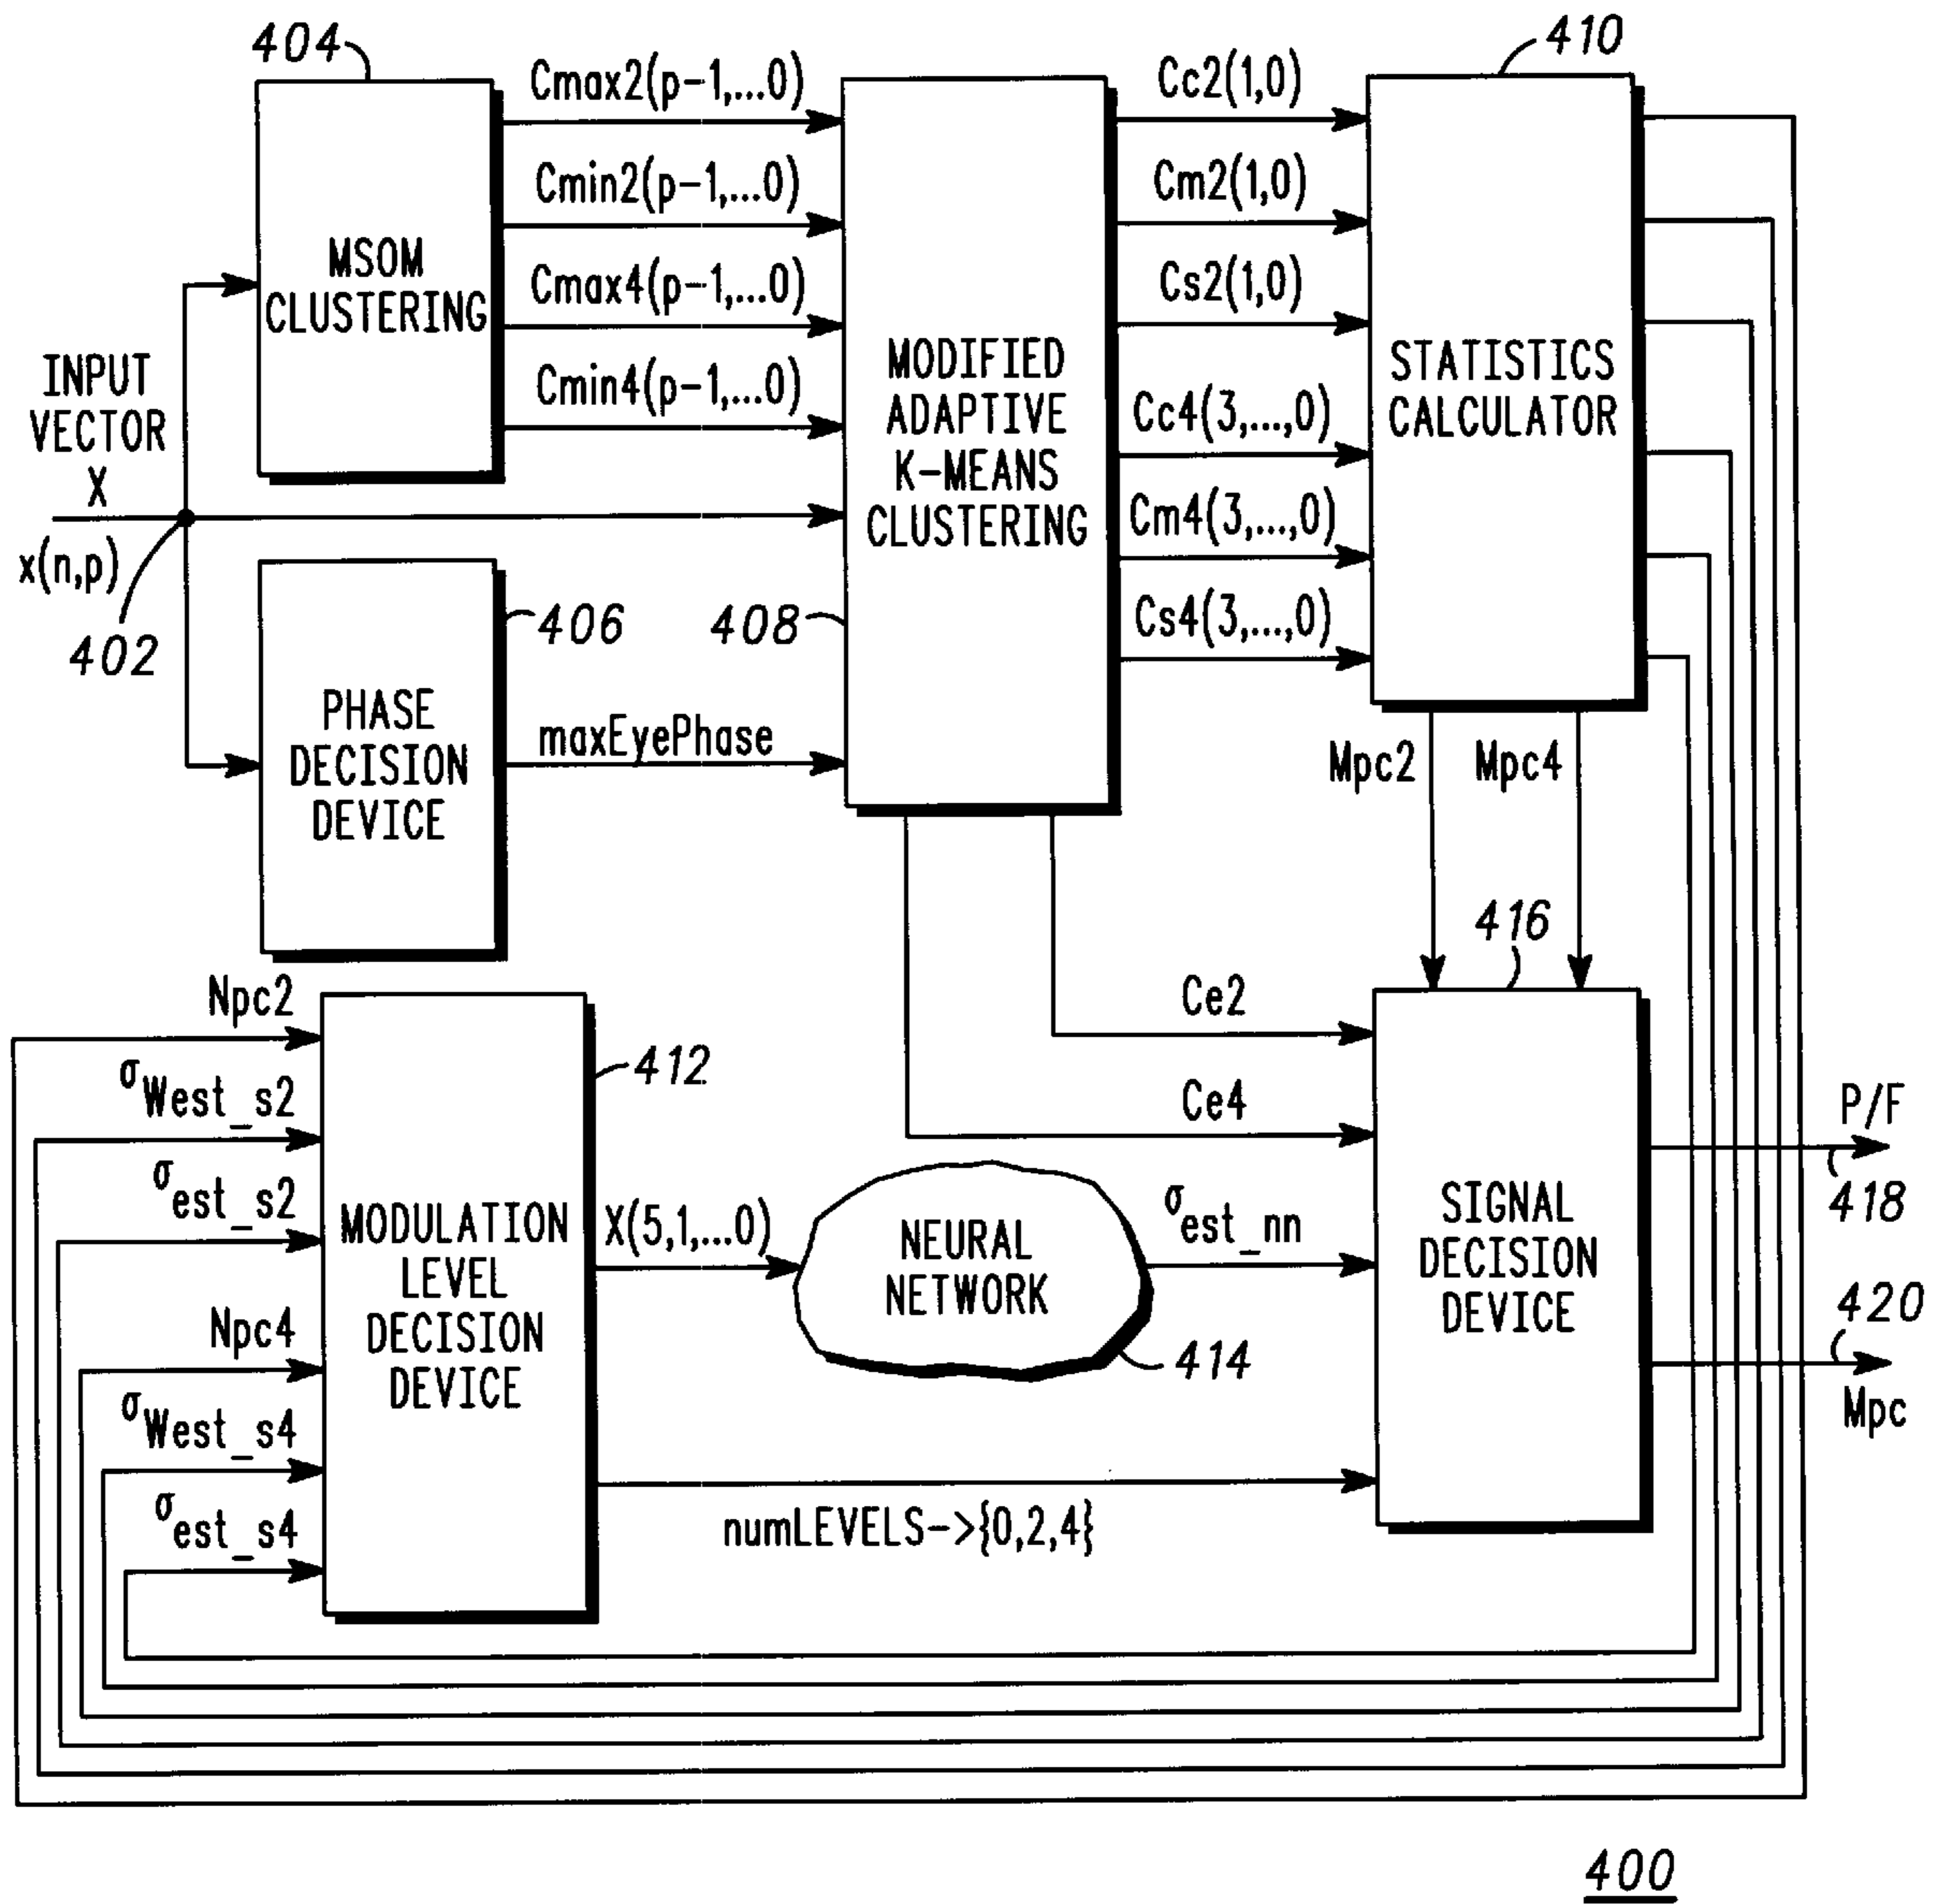 404
410
Cmax2(p-1,...0)
Cmin2(p-1,...0)
Cmax4(p-1,...0)
Cmin4(p-1,...0)
Cc2(1,0)
Cm2(1,0)
Cs2(1,0)
Cc4(3,...,0)
Cm4(3,...,0)
Cs4(3,...,0)
MSOM
CLUSTERING
MODIFIED
ADAPTIVE
K-MEANS
CLUSTERING
STATISTICS
CALCULATOR
INPUT
VECTOR
X
x(n,p)
402
406
408
PHASE
DECISION
DEVICE
maxEyePhase
Mpc2
Mpc4
416
Npc2
σWest_s2
σest_s2
Npc4
σWest_s4
σest_s4
412
MODULATION
LEVEL
DECISION
DEVICE
Ce2
Ce4
X(5,1,...0)
NEURAL
NETWORK
414
σest_nn
numLEVELS->{0,2,4}
SIGNAL
DECISION
DEVICE
P/F
418
420
Mpc
400